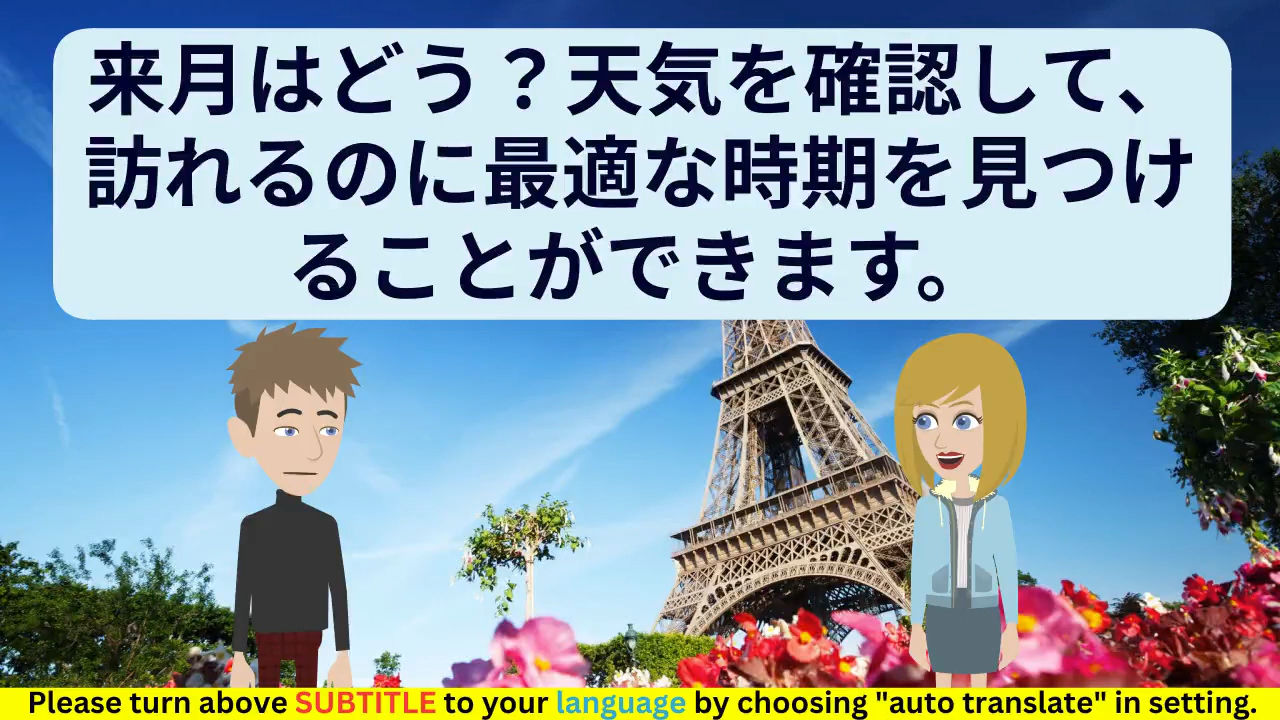 来月はどう？天気を確認して、
訪れるのに最適な時期を見つけ
ることができます。
Please turn above SUBTITLE to your language by choosing "auto translate" in setting.